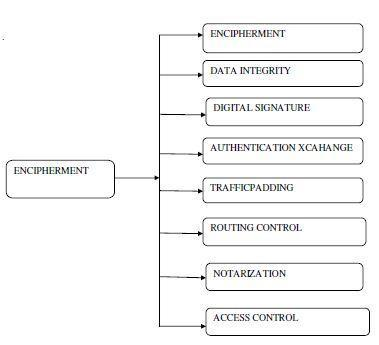 ENCIPHERMENT
DATA INTEGRITY
DIGITAL SIGNATURE
AUTHENTICATION XCAHANGE
ENCIPHERMENT
TRAFFICPADDING
ROUTING CONTROL
NOTARIZATION
ACCESS CONTROL